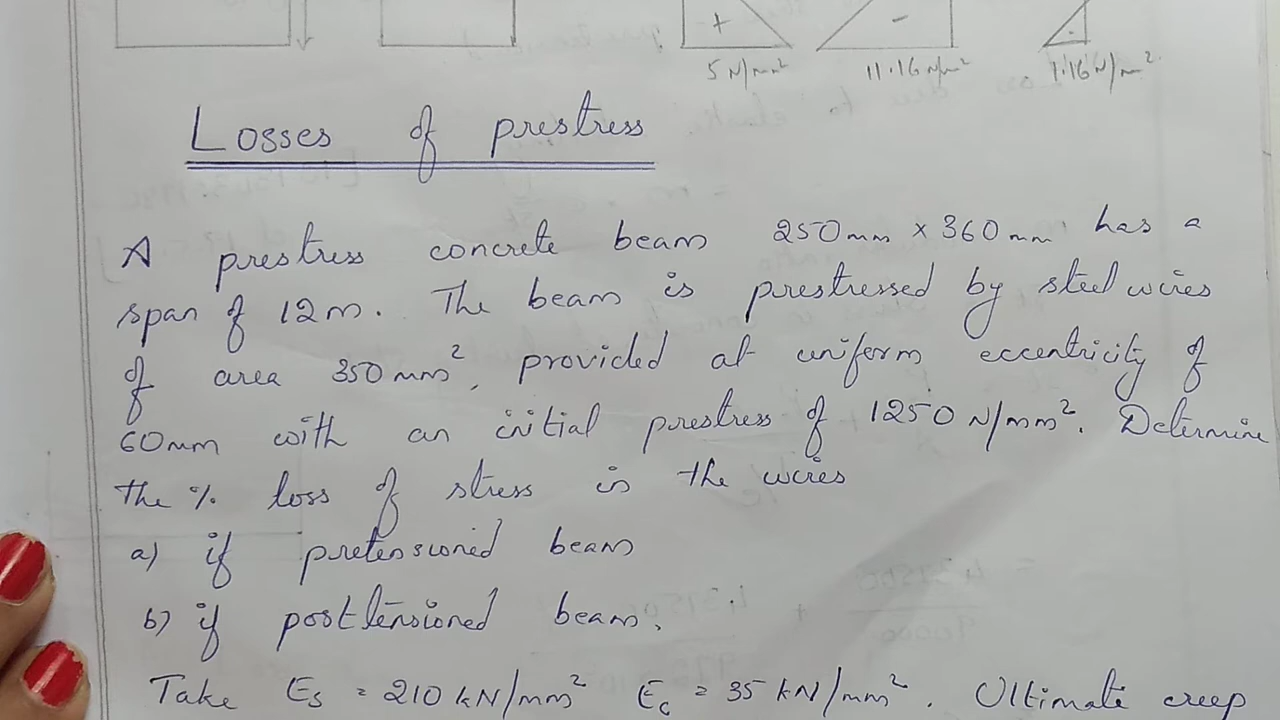 + -
5 N/mm² 11.16 N/mm² 1.16 N/m²
Losses of prestress
A prestress concrete beam 250mm × 360mm has a
span of 12m. The beam is prestressed by steel wires
of area 350 mm², provided at uniform eccentricity of
60mm with an initial prestress of 1250 N/mm². Determine
the % loss of stress in the wires
a) if pretensioned beam
b) if posttensioned beam.
Take Es = 210 kN/mm² Ec = 35 kN/mm². Ultimate creep